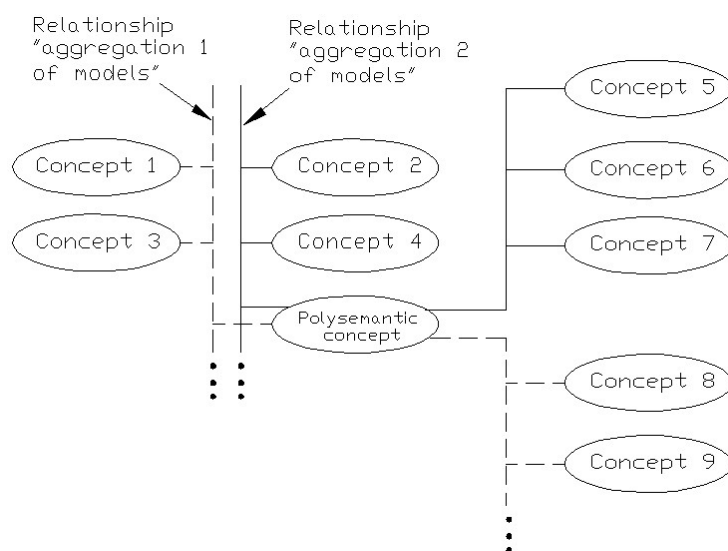 Relationship
"aggregation 1
of models"
Relationship
"aggregation 2
of models"
Concept 1
Concept 2
Concept 3
Concept 4
Polysemantic
concept
Concept 5
Concept 6
Concept 7
Concept 8
Concept 9